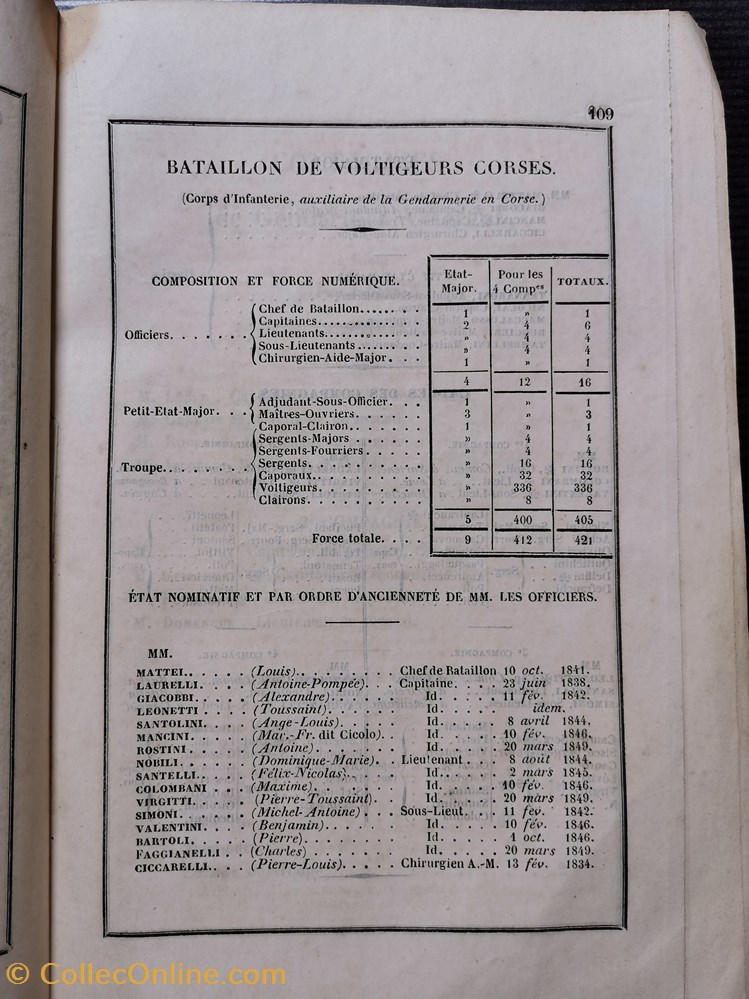 109
BATAILLON DE VOLTIGEURS CORSES.
(Corps d'Infanterie, auxiliaire de la Gendarmerie en Corse.)
COMPOSITION ET FORCE NUMÉRIQUE. Etat-Major. Pour les 4 Compes TOTAUX.
Officiers. . . . . . .
Chef de Bataillon. . . . . . . . 1 » 1
Capitaines. . . . . . . . . . . . 2 4 6
Lieutenants. . . . . . . . . . . » 4 4
Sous-Lieutenants . . . . . . . . » 4 4
Chirurgien-Aide-Major. . . 1 » 1
4 12 16
Petit-Etat-Major. . .
Adjudant-Sous-Officier. . . 1 » 1
Maîtres-Ouvriers. . . . . . 3 » 3
Caporal-Clairon. . . . . . . 1 » 1
Troupe. . . . . . . .
Sergents-Majors . . . . . . » 4 4
Sergents-Fourriers . . . . . » 4 4
Sergents. . . . . . . . . . » 16 16
Caporaux. . . . . . . . . . » 32 32
Voltigeurs. . . . . . . . . » 336 336
Clairons. . . . . . . . . . » 8 8
5 400 405
Force totale. . . . 9 412 421
ÉTAT NOMINATIF ET PAR ORDRE D'ANCIENNETÉ DE MM. LES OFFICIERS.
MM.
MATTEI. . . . . . (Louis). . . . . . . . . Chef de Bataillon 10 oct. 1841.
LAURELLI. . . . . (Antoine-Pompée). . . Capitaine. . . . 23 juin 1838.
GIACOBBI. . . . . (Alexandre). . . . . . Id. . . . . 11 fév. 1842.
LEONETTI . . . . (Toussaint). . . . . . Id. . . . . idem.
SANTOLINI. . . . (Ange-Louis). . . . . Id. . . . . 8 avril 1844.
MANCINI. . . . . (Mar.-Fr. dit Cicolo). . Id. . . . . 10 fév. 1846.
ROSTINI. . . . . (Antoine). . . . . . . Id. . . . . 20 mars 1849.
NOBILI. . . . . . (Dominique-Marie). . Lieutenant . . . 8 août 1844.
SANTELLI. . . . . (Félix-Nicolas). . . . Id. . . . . . 2 mars 1845.
COLOMBANI . . . (Maxime). . . . . . . Id. . . . . 10 fév. 1846.
VIRGITTI. . . . . (Pierre-Toussaint). . Id. . . . . 20 mars 1849.
SIMONI. . . . . . (Michel-Antoine) . . . Sous-Lieut. . . . 11 fev. 1842.
VALENTINI. . . . (Benjamin). . . . . . Id. . . . . 10 fév. 1846.
BARTOLI. . . . . (Pierre). . . . . . . . Id. . . . . 1 oct. 1846.
FAGGIANELLI . . (Charles) . . . . . . . Id. . . . . 20 mars 1849.
CICCARELLI. . . . (Pierre-Louis). . . . . Chirurgien A.-M. 13 fév. 1834.
© CollecOnline.com